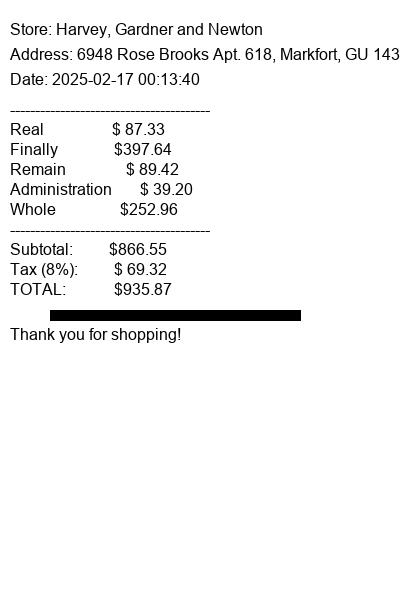 Store: Harvey, Gardner and Newton
Address: 6948 Rose Brooks Apt. 618, Markfort, GU 143
Date: 2025-02-17 00:13:40
----------------------------------------
Real $ 87.33
Finally $397.64
Remain $ 89.42
Administration $ 39.20
Whole $252.96
----------------------------------------
Subtotal: $866.55
Tax (8%): $ 69.32
TOTAL: $935.87
Thank you for shopping!